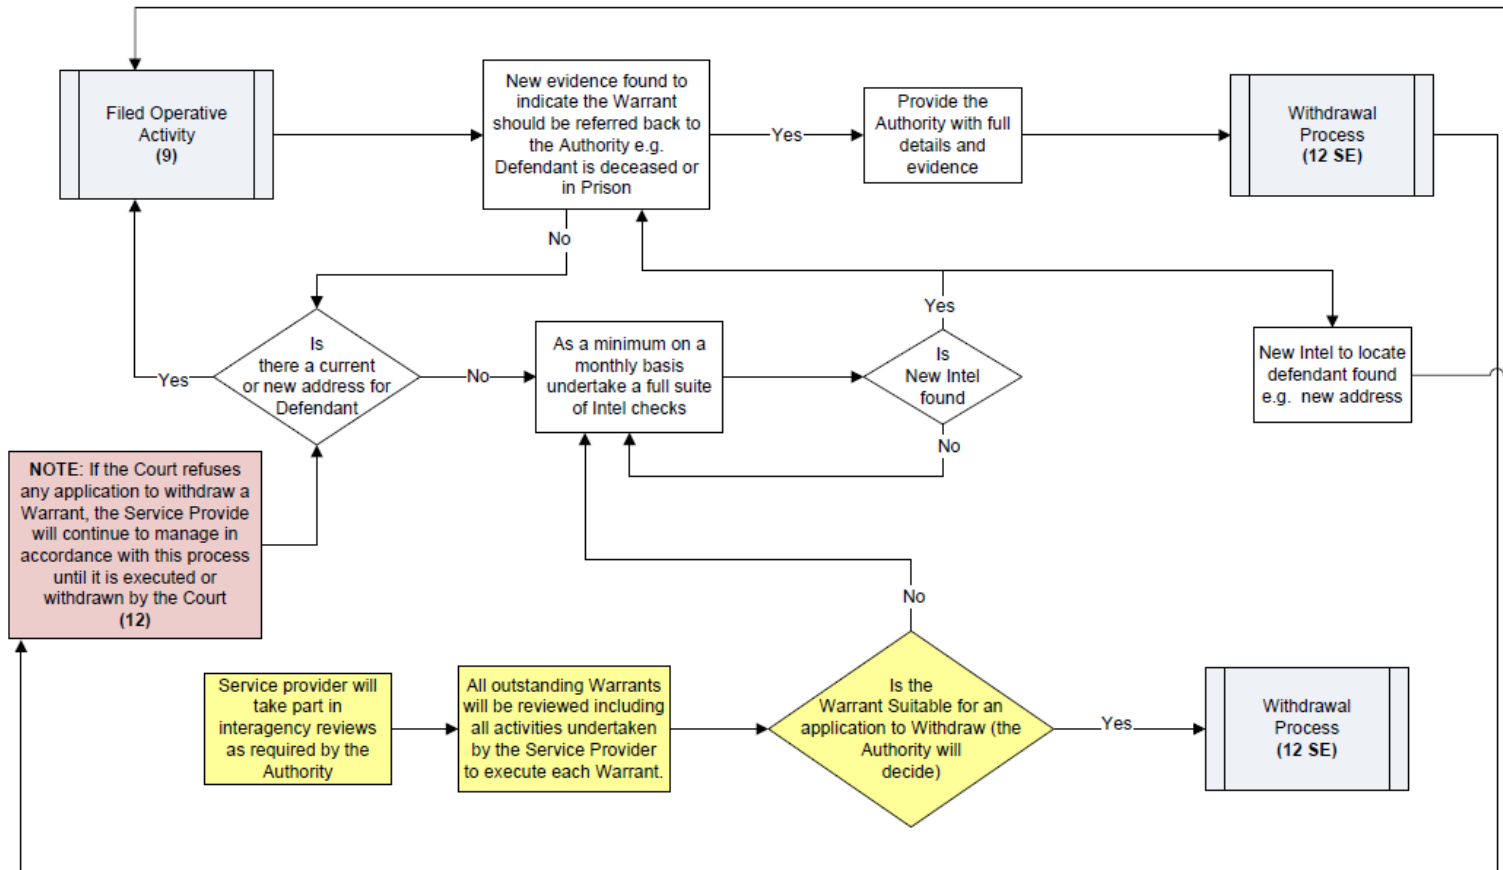 Filed Operative
Activity
(9)
New evidence found to
indicate the Warrant
should be referred back to
the Authority e.g.
Defendant is deceased or
in Prison
Yes
Provide the
Authority with full
details and
evidence
Withdrawal
Process
(12 SE)
No
Is
there a current
or new address for
Defendant
Yes
No
As a minimum on a
monthly basis
undertake a full suite
of Intel checks
Is
New Intel
found
Yes
No
New Intel to locate
defendant found
e.g. new address
NOTE: If the Court refuses
any application to withdraw a
Warrant, the Service Provide
will continue to manage in
accordance with this process
until it is executed or
withdrawn by the Court
(12)
Service provider will
take part in
interagency reviews
as required by the
Authority
All outstanding Warrants
will be reviewed including
all activities undertaken
by the Service Provider
to execute each Warrant.
Is the
Warrant Suitable for an
application to Withdraw (the
Authority will
decide)
No
Yes
Withdrawal
Process
(12 SE)